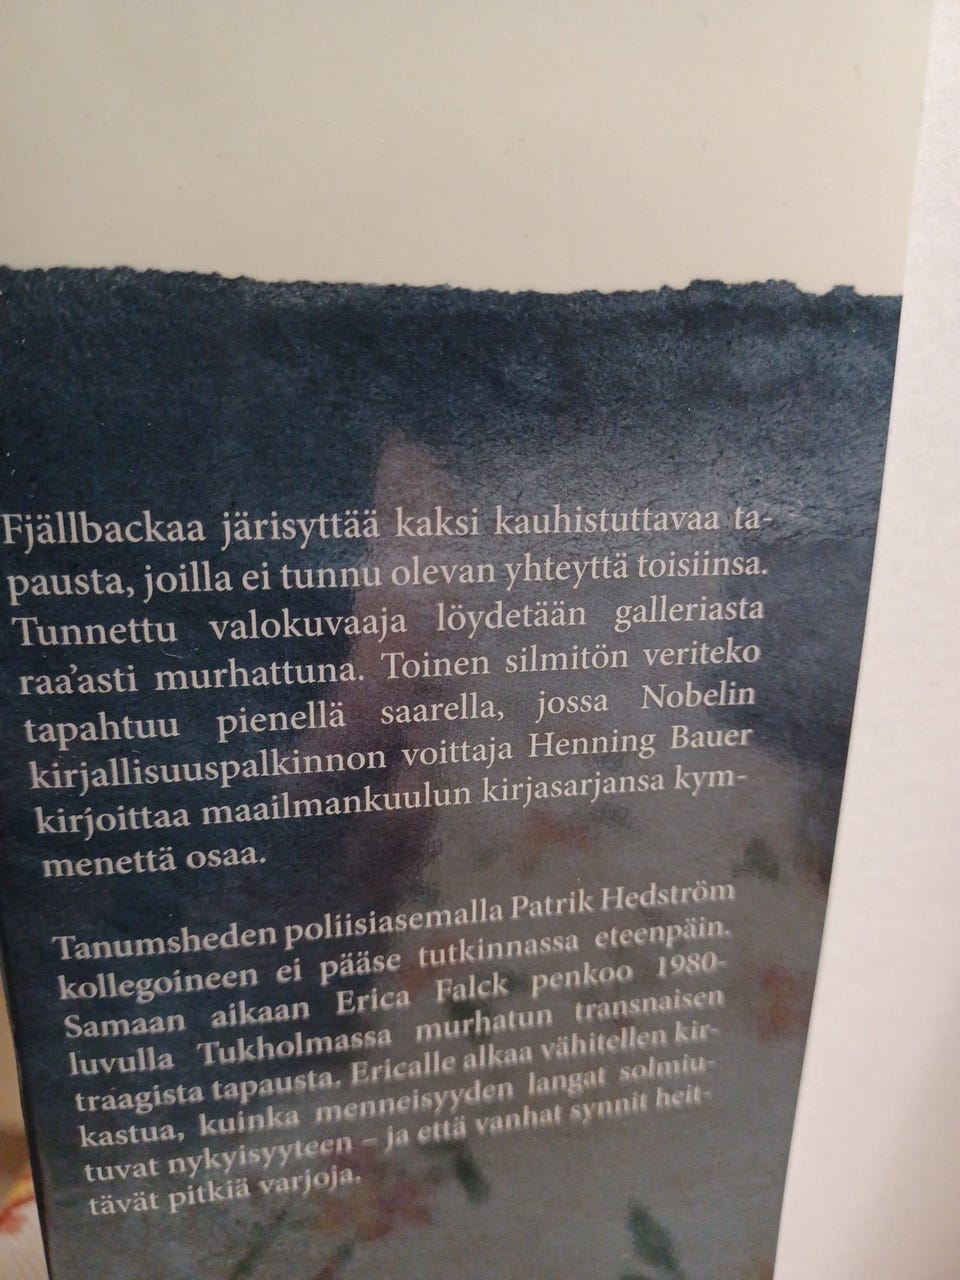 Fjällbackaa järisyttää kaksi kauhistuttavaa ta-
pausta, joilla ei tunnu olevan yhteyttä toisiinsa.
Tunnettu valokuvaaja löydetään galleriasta
raa'asti murhattuna. Toinen silmitön veriteko
tapahtuu pienellä saarella, jossa Nobelin
kirjallisuuspalkinnon voittaja Henning Bauer
kirjoittaa maailmankuulun kirjasarjansa kym-
menettä osaa.
Tanumsheden poliisiasemalla Patrik Hedström
kollegoineen ei pääse tutkinnassa eteenpäin.
Samaan aikaan Erica Falck penkoo 1980-
luvulla Tukholmassa murhatun transnaisen
traagista tapausta. Ericalle alkaa vähitellen kir-
kastua, kuinka menneisyyden langat solmiu-
tuvat nykyisyyteen – ja että vanhat synnit heit-
tävät pitkiä varjoja.